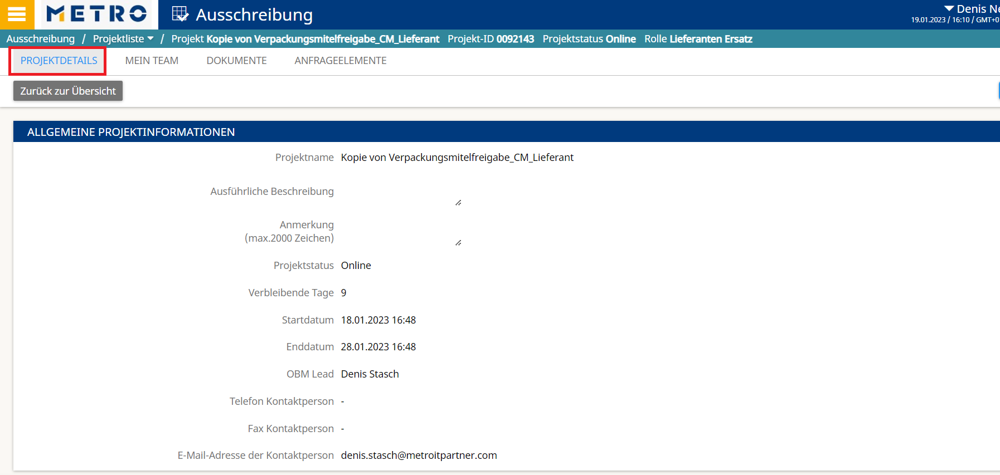 METRO
Ausschreibung
Denis Ne
19.01.2023 / 16:10 / GMT+0
Ausschreibung / Projektliste / Projekt Kopie von Verpackungsmitelfreigabe_CM_Lieferant Projekt-ID 0092143 Projektstatus Online Rolle Lieferanten Ersatz
PROJEKTDETAILS MEIN TEAM DOKUMENTE ANFRAGEELEMENTE
Zurück zur Übersicht
ALLGEMEINE PROJEKTINFORMATIONEN
Projektname Kopie von Verpackungsmitelfreigabe_CM_Lieferant
Ausführliche Beschreibung
Anmerkung
(max.2000 Zeichen)
Projektstatus Online
Verbleibende Tage 9
Startdatum 18.01.2023 16:48
Enddatum 28.01.2023 16:48
OBM Lead Denis Stasch
Telefon Kontaktperson -
Fax Kontaktperson -
E-Mail-Adresse der Kontaktperson denis.stasch@metroitpartner.com